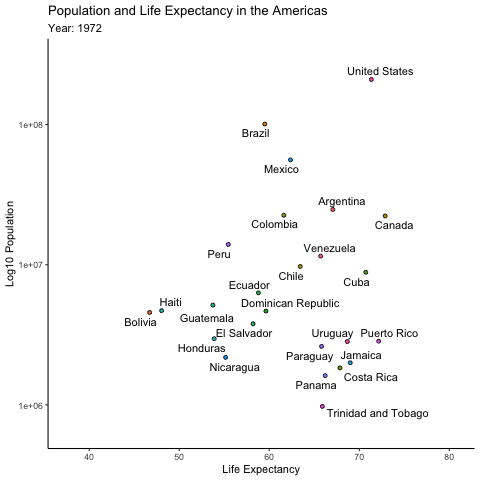 Population and Life Expectancy in the Americas
Year: 1972
United States
1e+08
Brazil
Mexico
Argentina
Colombia
Canada
Venezuela
Peru
1e+07
Chile
Cuba
Ecuador
Haiti
Dominican Republic
Bolivia
Guatemala
El Salvador
Uruguay
Puerto Rico
Honduras
Paraguay
Jamaica
Nicaragua
Costa Rica
Panama
1e+06
Trinidad and Tobago
Log10 Population
40
50
60
70
80
Life Expectancy